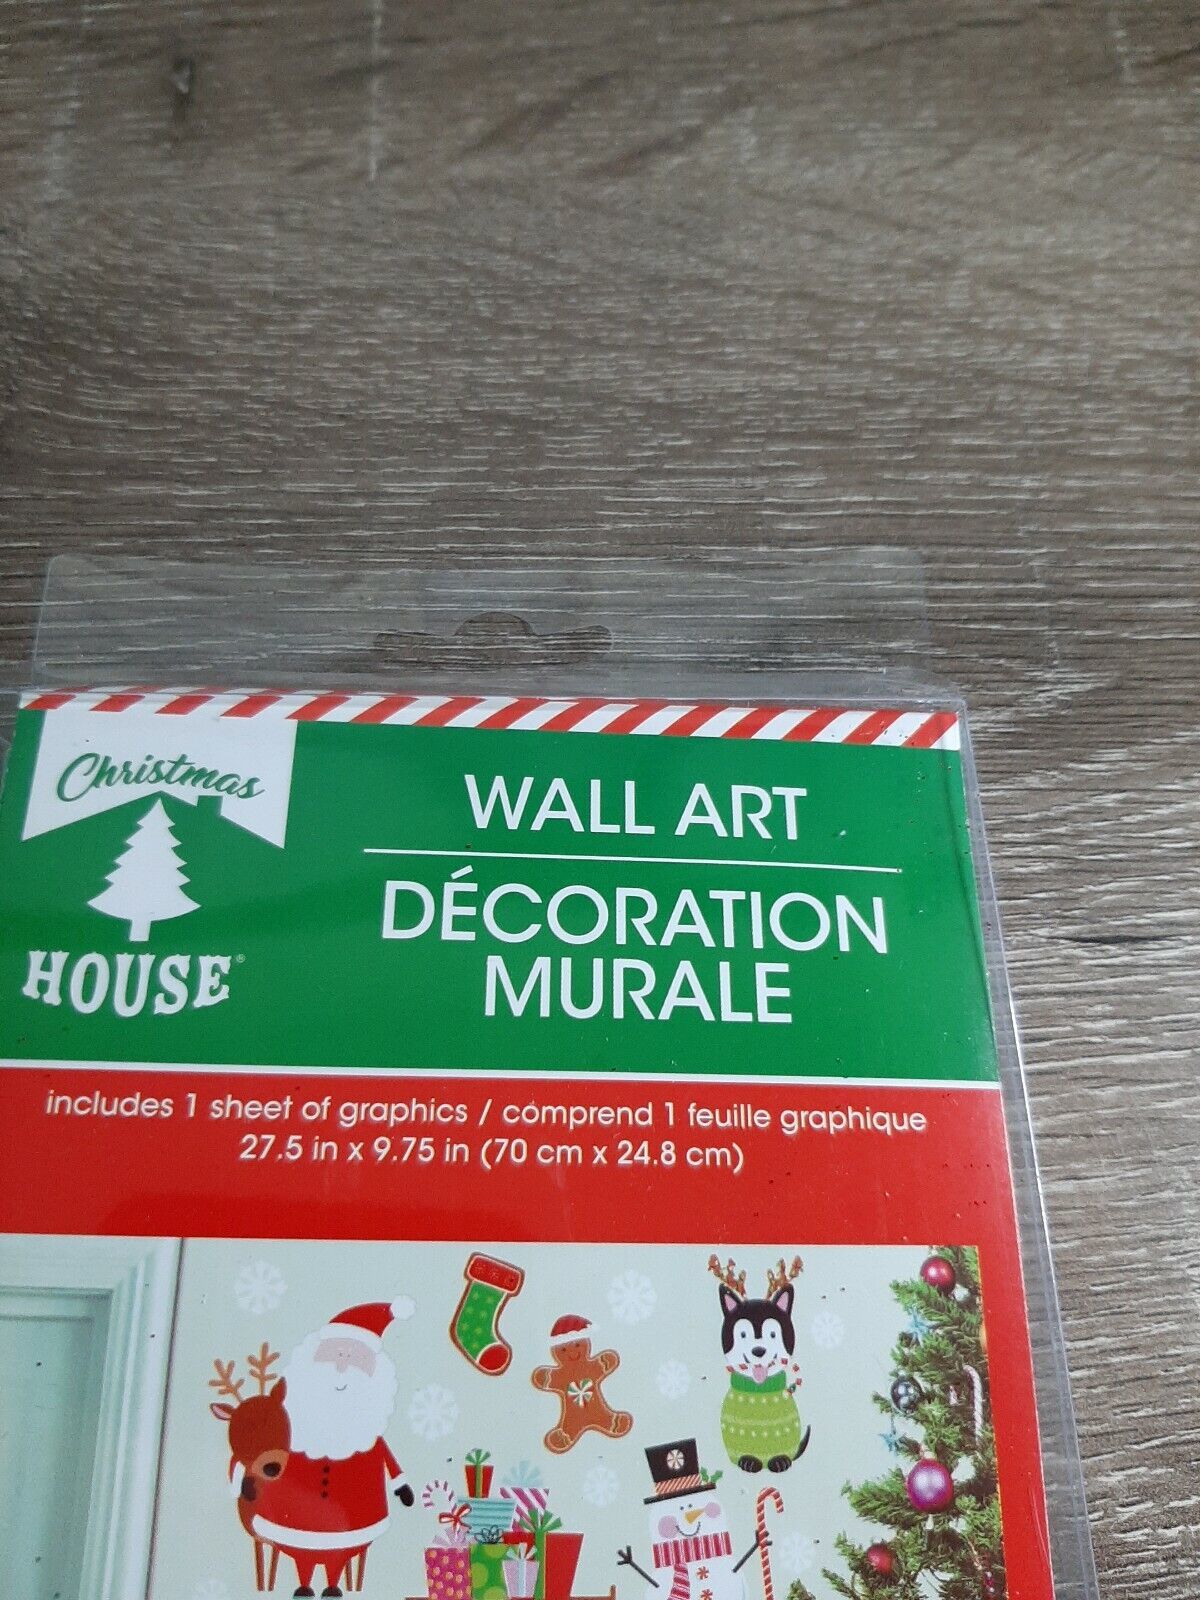 Christmas
HOUSE®
WALL ART
DÉCORATION
MURALE
includes 1 sheet of graphics / comprend 1 feuille graphique
27.5 in x 9.75 in (70 cm x 24.8 cm)